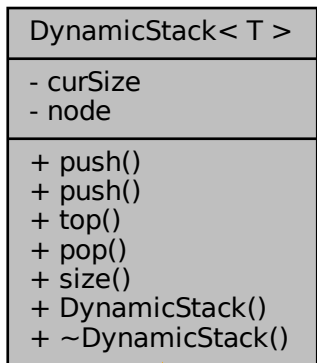 DynamicStack< T >
- curSize
- node
+ push()
+ push()
+ top()
+ pop()
+ size()
+ DynamicStack()
+ ~DynamicStack()